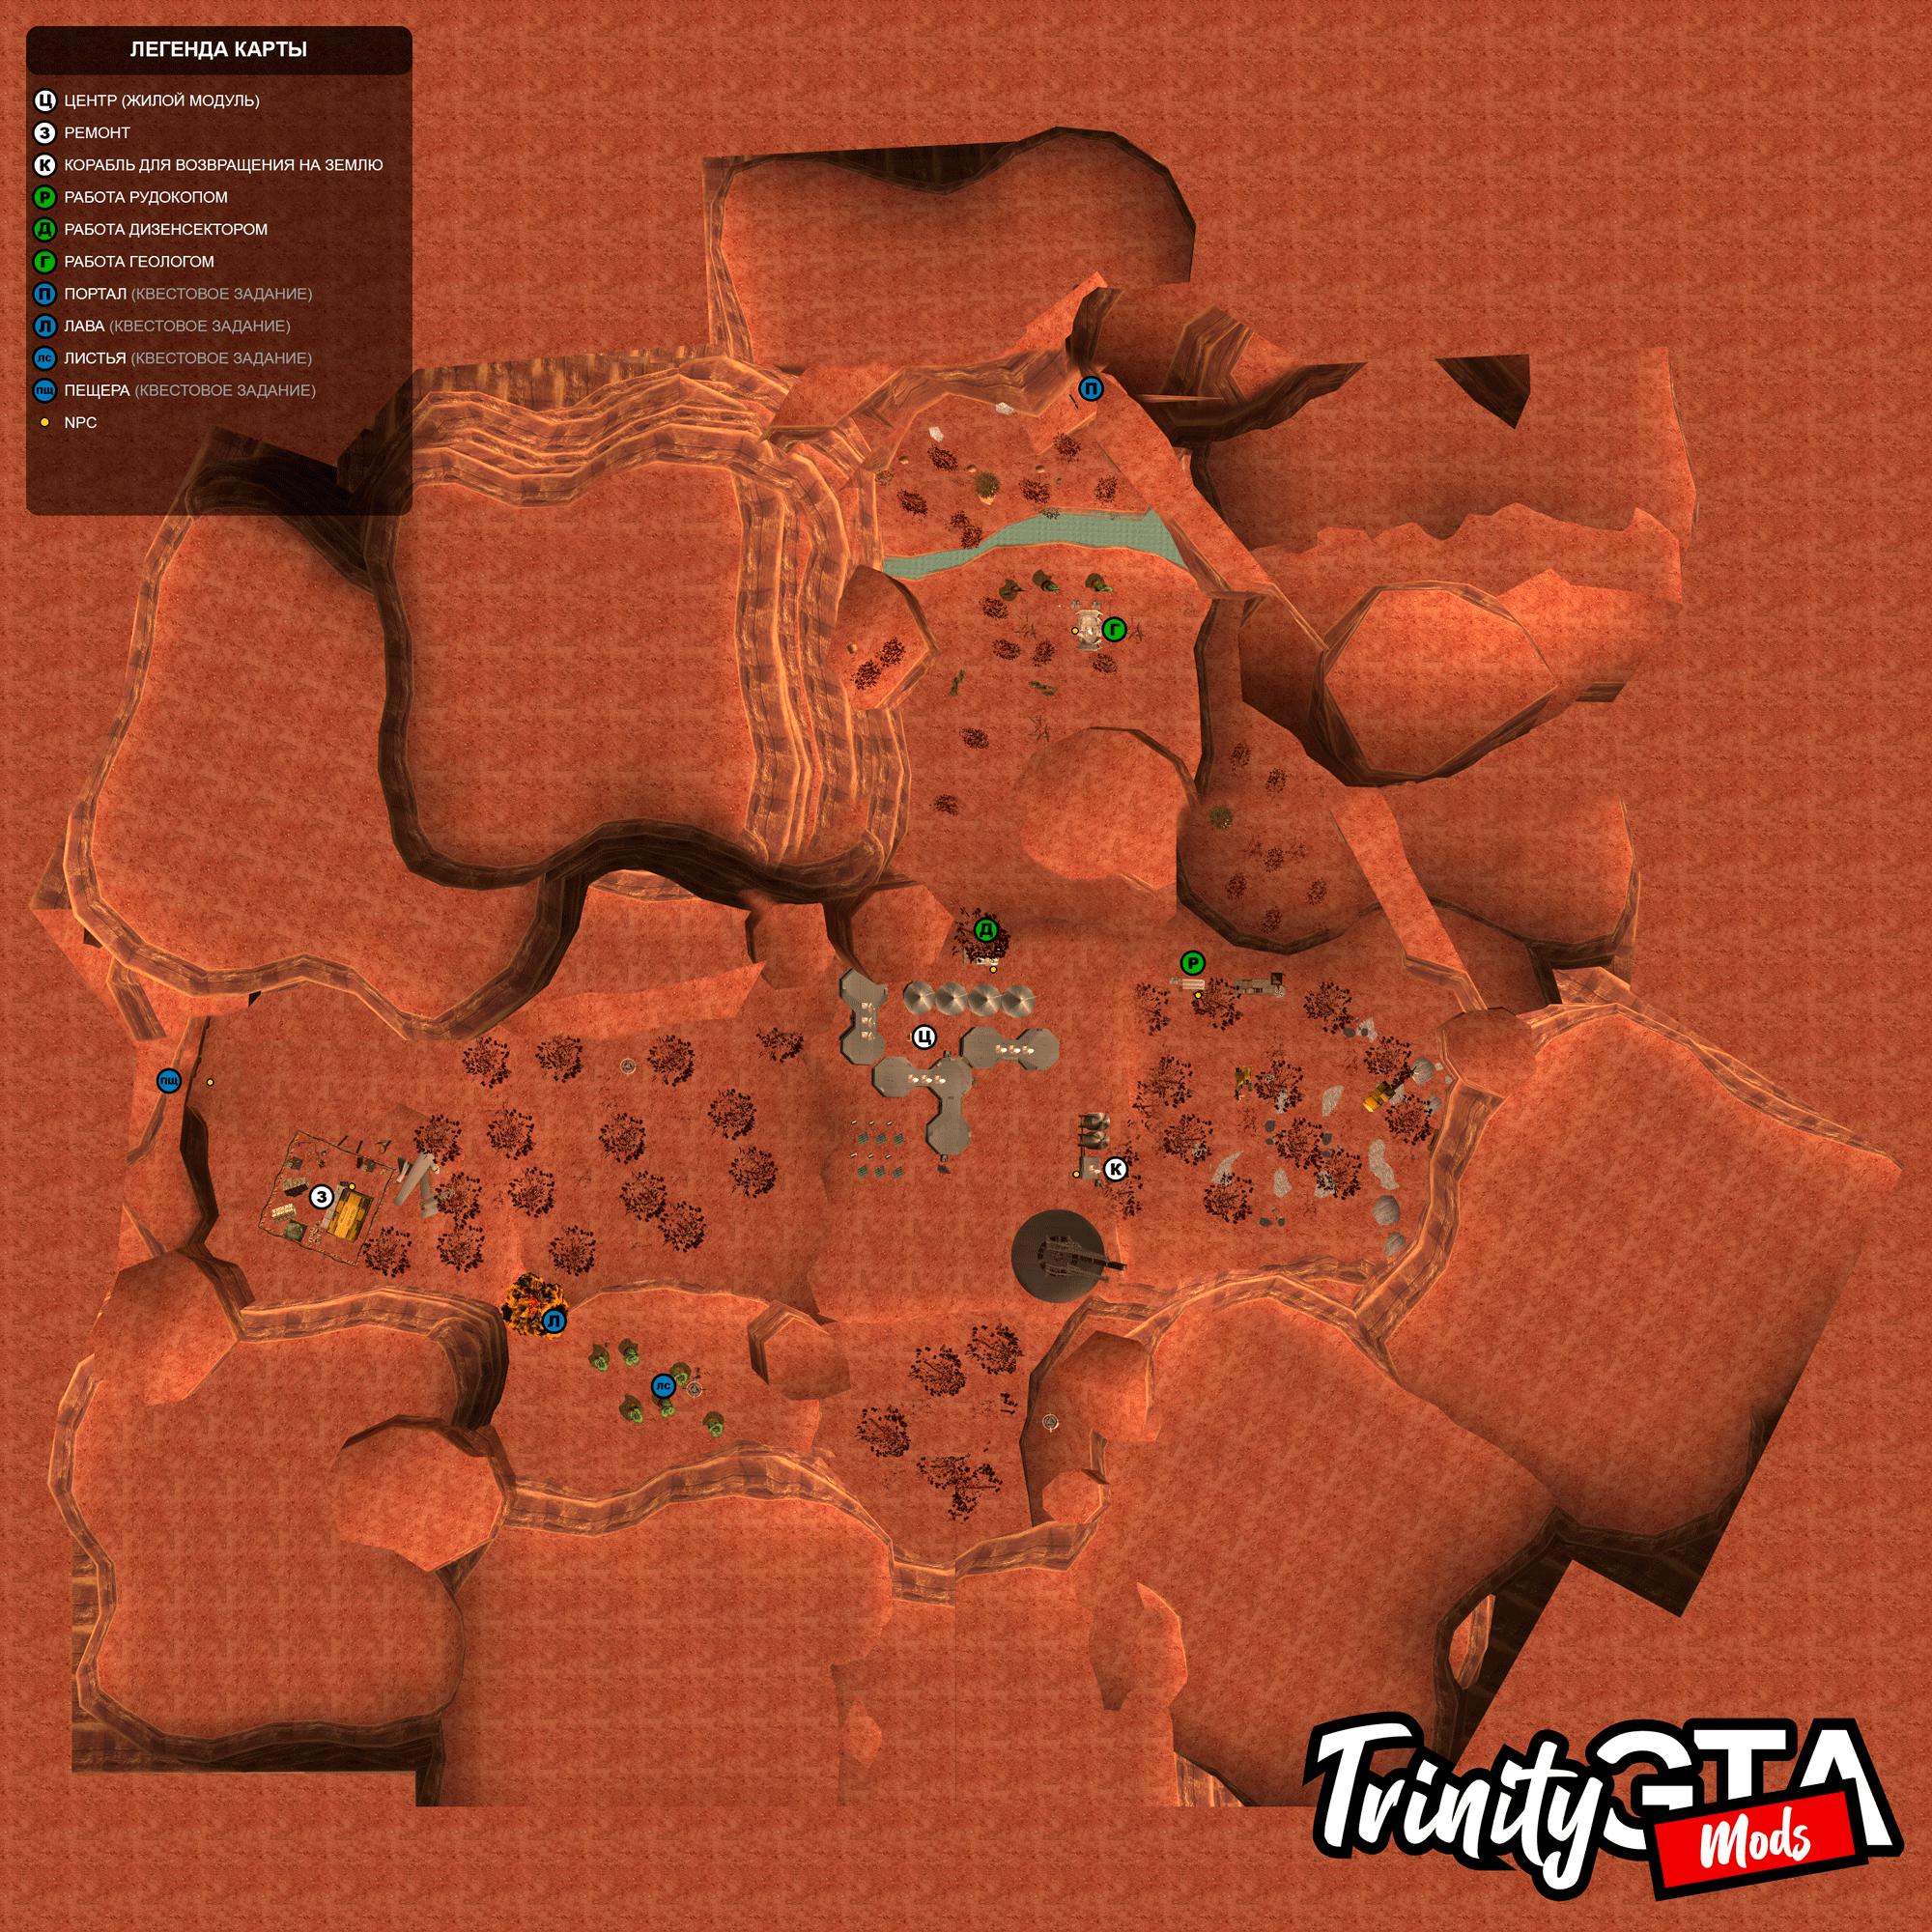 ЛЕГЕНДА КАРТЫ
Ц ЦЕНТР (ЖИЛОЙ МОДУЛЬ)
З РЕМОНТ
К КОРАБЛЬ ДЛЯ ВОЗВРАЩЕНИЯ НА ЗЕМЛЮ
Р РАБОТА РУДОКОПОМ
Д РАБОТА ДИЗЕНСЕКТОРОМ
Г РАБОТА ГЕОЛОГОМ
П ПОРТАЛ (КВЕСТОВОЕ ЗАДАНИЕ)
Л ЛАВА (КВЕСТОВОЕ ЗАДАНИЕ)
ЛС ЛИСТЬЯ (КВЕСТОВОЕ ЗАДАНИЕ)
ПЩ ПЕЩЕРА (КВЕСТОВОЕ ЗАДАНИЕ)
NPC
П
Г
Д
Р
Ц
ПЩ
К
З
Л
ЛС
TrinityGTA
Mods